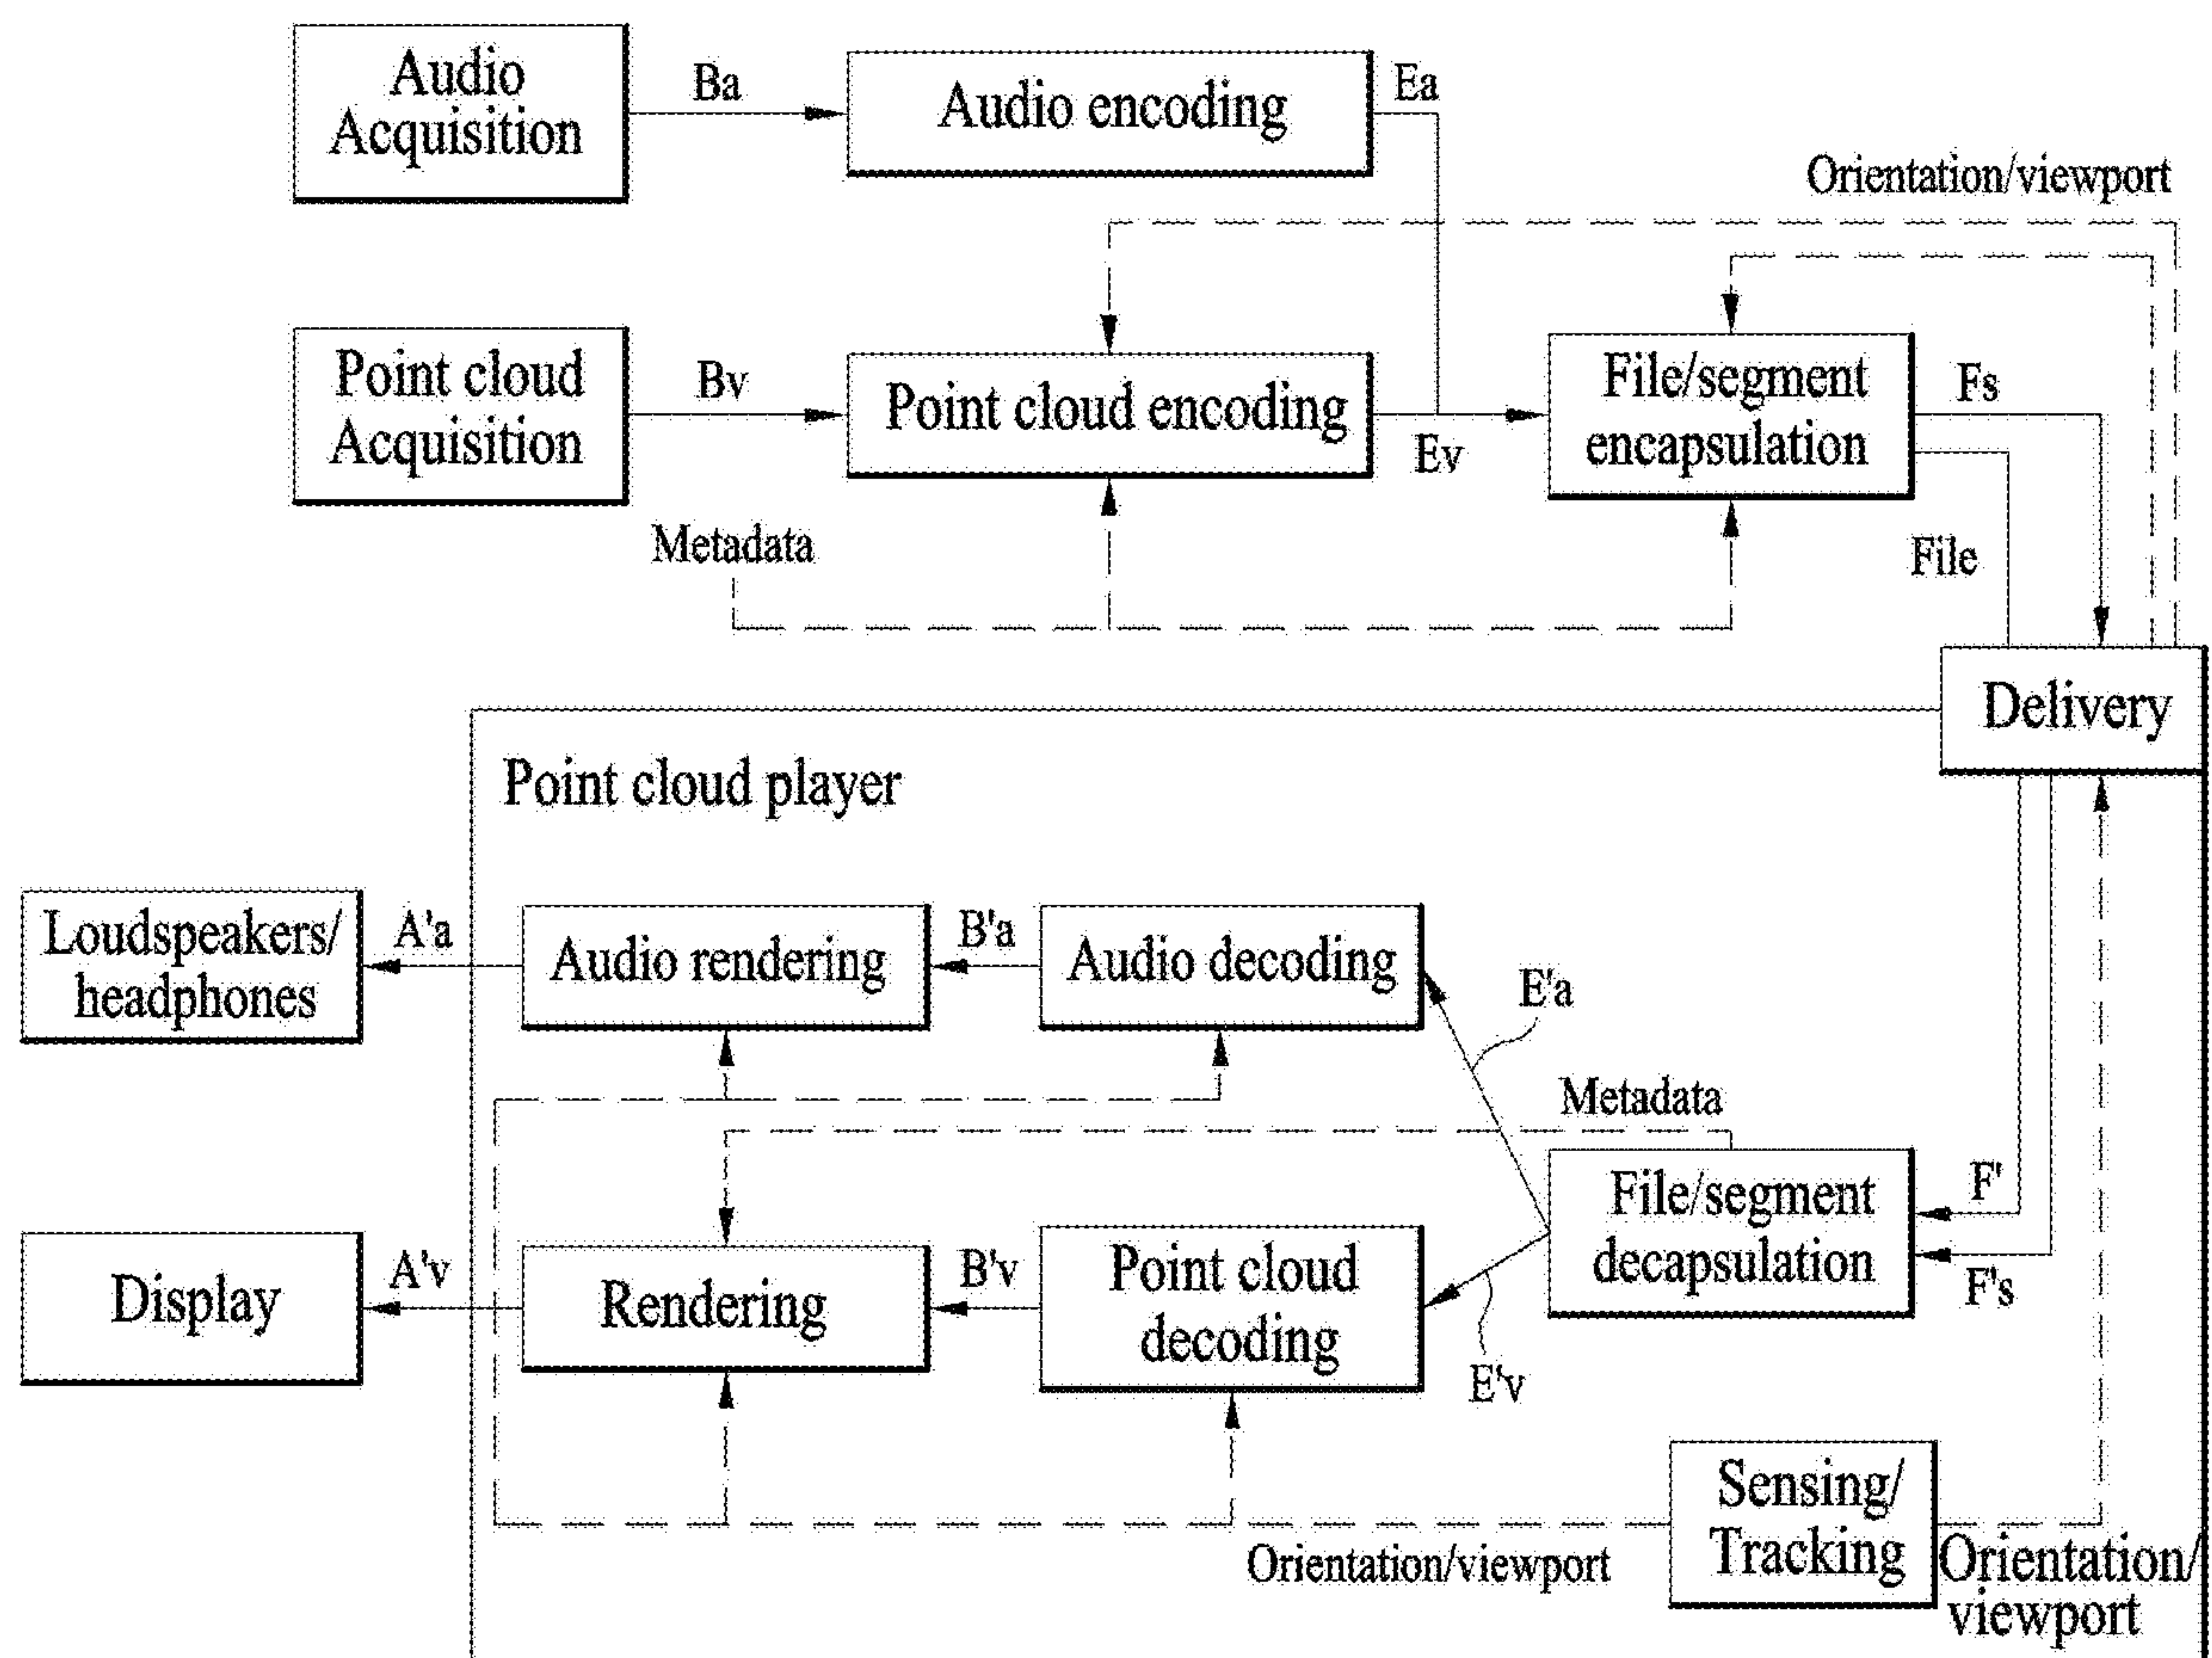 Audio
Acquisition
Ba
Audio encoding
Ea
Orientation/viewport
Point cloud
Acquisition
Bv
Point cloud encoding
Ev
File/segment
encapsulation
Fs
Metadata
File
Delivery
Point cloud player
Loudspeakers/
headphones
A'a
Audio rendering
B'a
Audio decoding
E'a
Metadata
File/segment
decapsulation
F'
F's
Display
A'v
Rendering
B'v
Point cloud
decoding
E'v
Sensing/
Tracking
Orientation/viewport
Orientation/
viewport